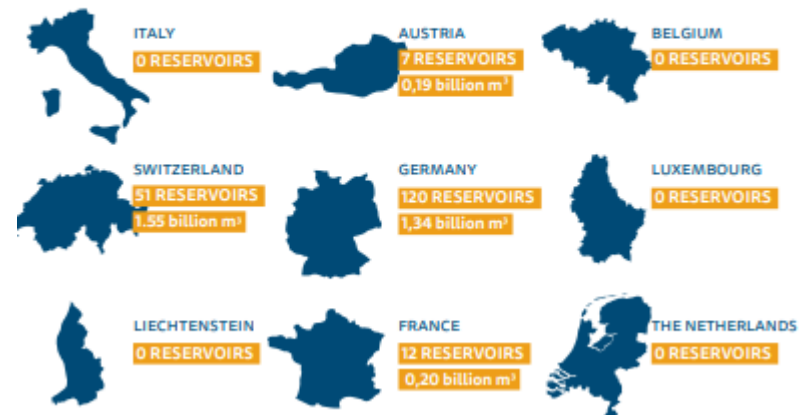 ITALY
0 RESERVOIRS
AUSTRIA
7 RESERVOIRS
0,19 billion m³
BELGIUM
0 RESERVOIRS
SWITZERLAND
51 RESERVOIRS
1.55 billion m³
GERMANY
120 RESERVOIRS
1,34 billion m³
LUXEMBOURG
0 RESERVOIRS
LIECHTENSTEIN
0 RESERVOIRS
FRANCE
12 RESERVOIRS
0,20 billion m³
THE NETHERLANDS
0 RESERVOIRS